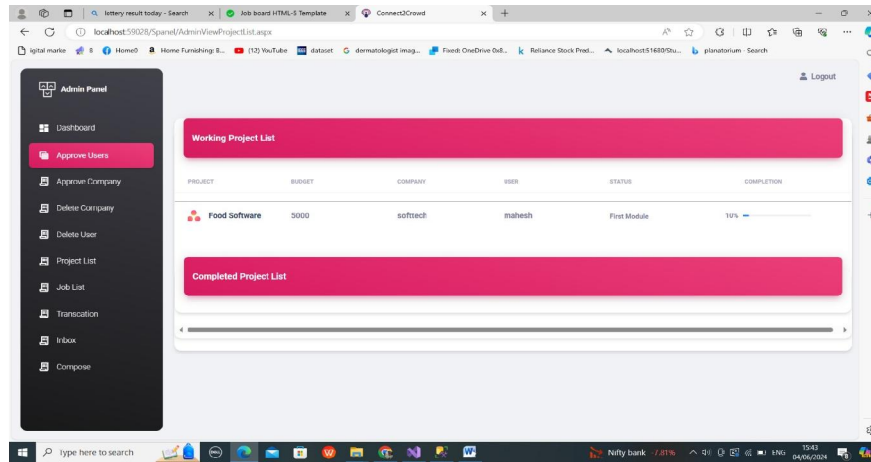 lottery result today - Search
Job board HTML-5 Template
Connect2Crowd
localhost:59028/Spanel/AdminViewProjectList.aspx
igital marke
8
Home0
Home Furnishing: B...
(12) YouTube
dataset
dermatologist imag...
Fixed: OneDrive 0x8...
Reliance Stock Pred...
localhost:51680/Stu...
planatorium - Search
Admin Panel
Logout
Dashboard
Approve Users
Approve Company
Delete Company
Delete User
Project List
Job List
Transcation
Inbox
Compose
Working Project List
PROJECT BUDGET COMPANY USER STATUS COMPLETION
Food Software 5000 softtech mahesh First Module 10%
Completed Project List
Type here to search
Nifty bank -7.81%
ENG
15:43
04/06/2024